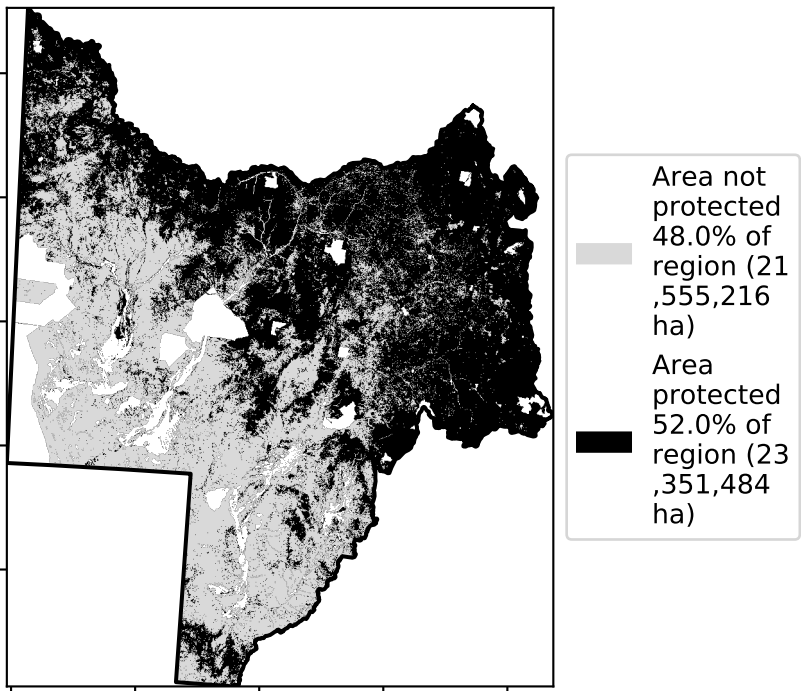 Area not
protected
48.0% of
region (21
,555,216
ha)
Area
protected
52.0% of
region (23
,351,484
ha)